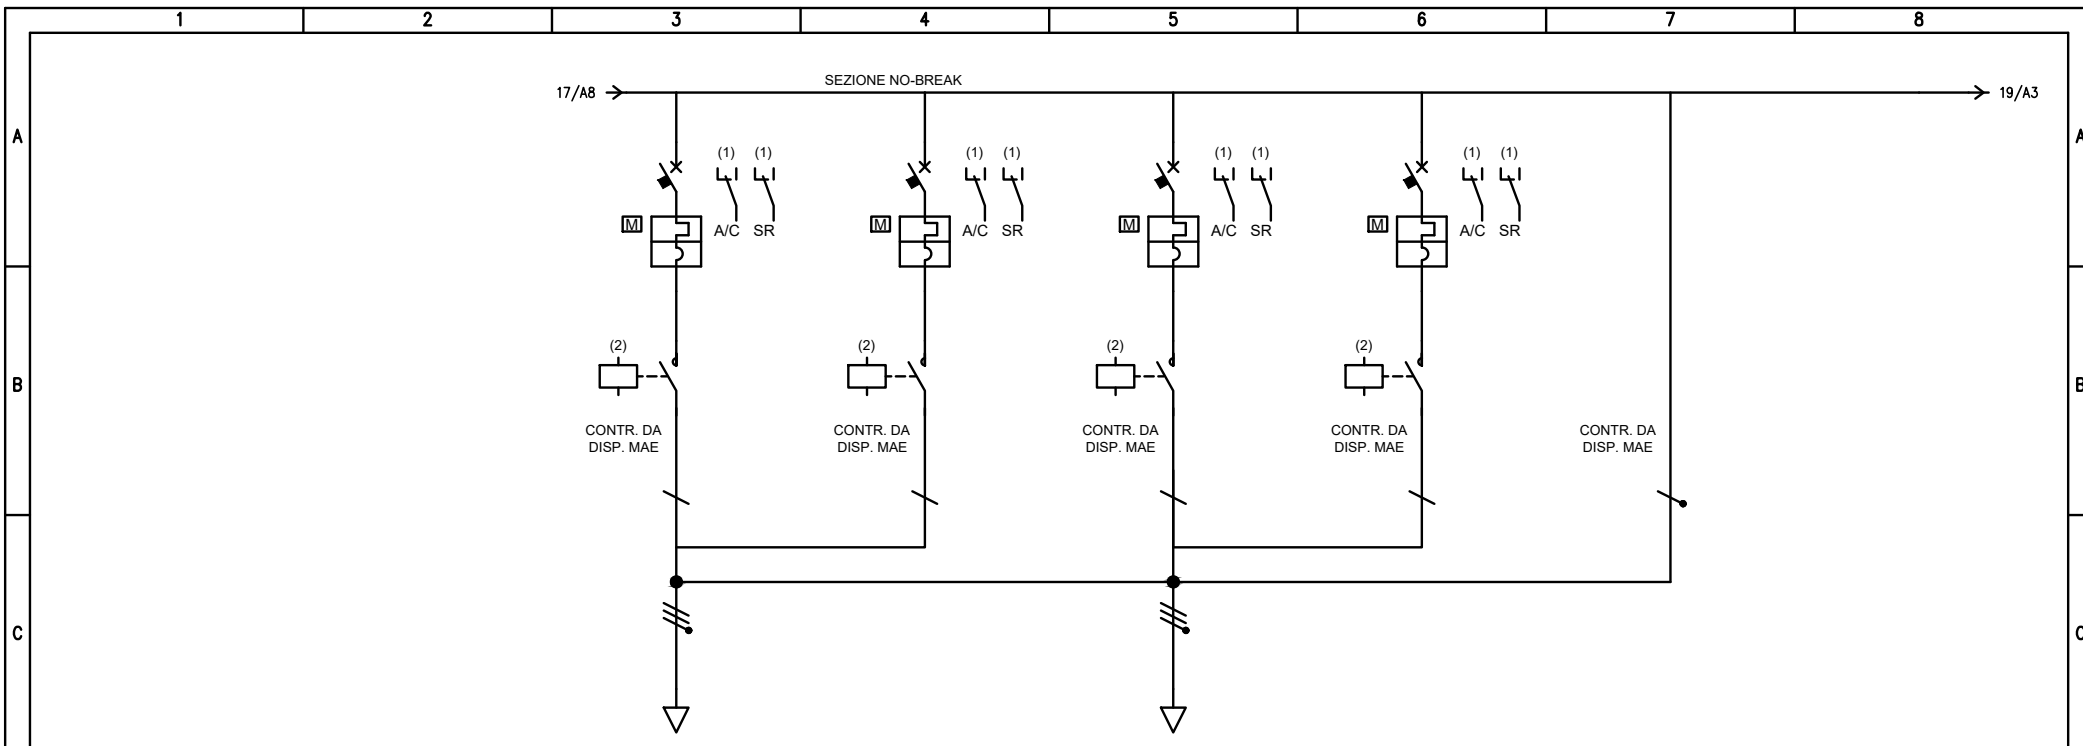 1 2 3 4 5 6 7 8
SEZIONE NO-BREAK
17/A8 19/A3
A A
(1) (1) (1) (1) (1) (1) (1) (1)
M A/C SR M A/C SR M A/C SR M A/C SR
(2) (2) (2) (2)
B B
CONTR. DA CONTR. DA CONTR. DA CONTR. DA CONTR. DA
DISP. MAE DISP. MAE DISP. MAE DISP. MAE DISP. MAE
C C